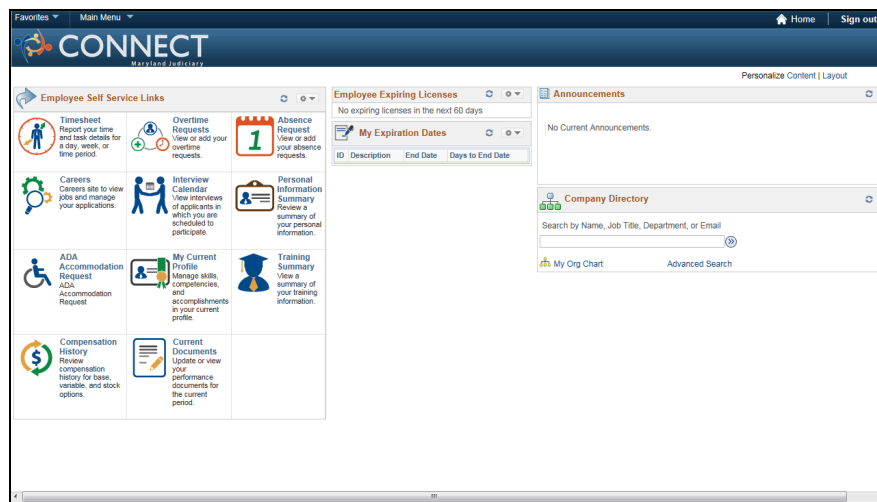 Favorites Main Menu
Home Sign out
CONNECT
Maryland Judiciary
Personalize Content | Layout
Employee Self Service Links
Timesheet
Report your time
and task details for
a day, week, or
time period.
Overtime
Requests
View or add your
overtime
requests.
1
Absence
Request
View or add
your absence
requests.
Careers
Careers site to view
jobs and manage
your applications.
Interview
Calendar
View interviews
of applicants in
which you are
scheduled to
participate.
Personal
Information
Summary
Review a
summary of
your personal
information.
ADA
Accommodation
Request
ADA
Accommodation
Request
My Current
Profile
Manage skills,
competencies,
and
accomplishments
in your current
profile.
Training
Summary
View a
summary of
your training
information.
$
Compensation
History
Review
compensation
history for base,
variable, and stock
options.
Current
Documents
Update or view
your
performance
documents for
the current
period.
Employee Expiring Licenses
No expiring licenses in the next 60 days
My Expiration Dates
ID Description End Date Days to End Date
Announcements
No Current Announcements.
Company Directory
Search by Name, Job Title, Department, or Email
My Org Chart Advanced Search